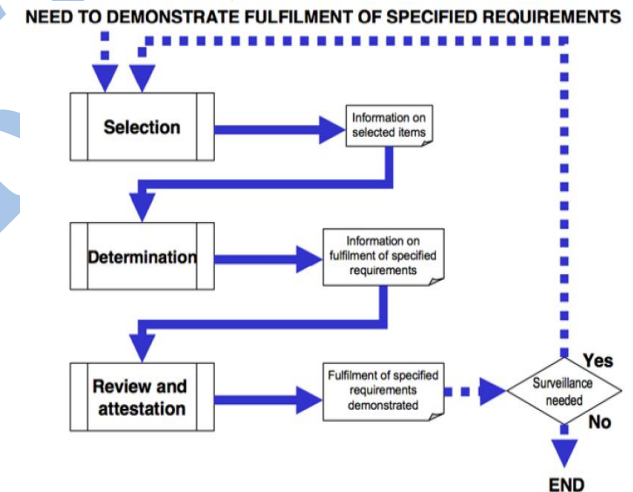 NEED TO DEMONSTRATE FULFILMENT OF SPECIFIED REQUIREMENTS
Selection
Information on
selected items
Determination
Information on
fulfilment of specified
requirements
Review and
attestation
Fulfilment of specified
requirements
demonstrated
Surveillance
needed
Yes
No
END